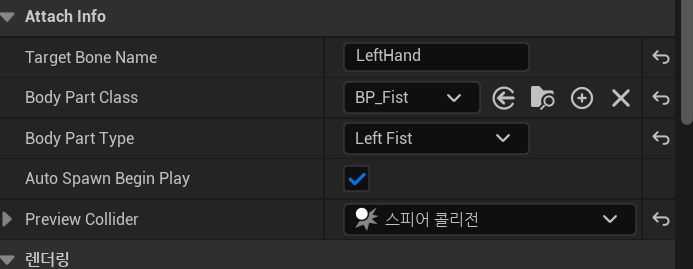 Attach Info
Target Bone Name LeftHand
Body Part Class BP_Fist
Body Part Type Left Fist
Auto Spawn Begin Play
Preview Collider 스피어 콜리전
렌더링